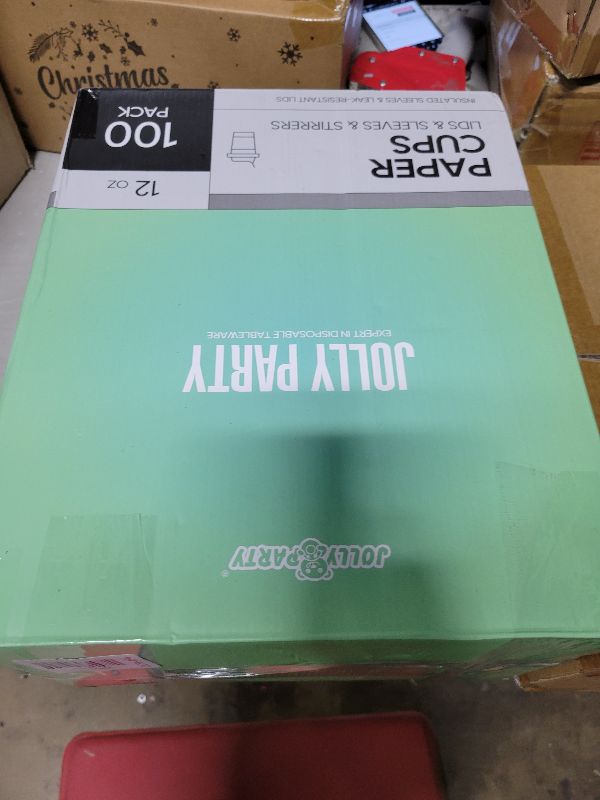 Christmas
JOLLY PARTY®
JOLLY PARTY
EXPERT IN DISPOSABLE TABLEWARE
12 OZ
100
PACK
PAPER
CUPS
LIDS & SLEEVES & STIRRERS
INSULATED SLEEVES & LEAK-RESISTANT LIDS